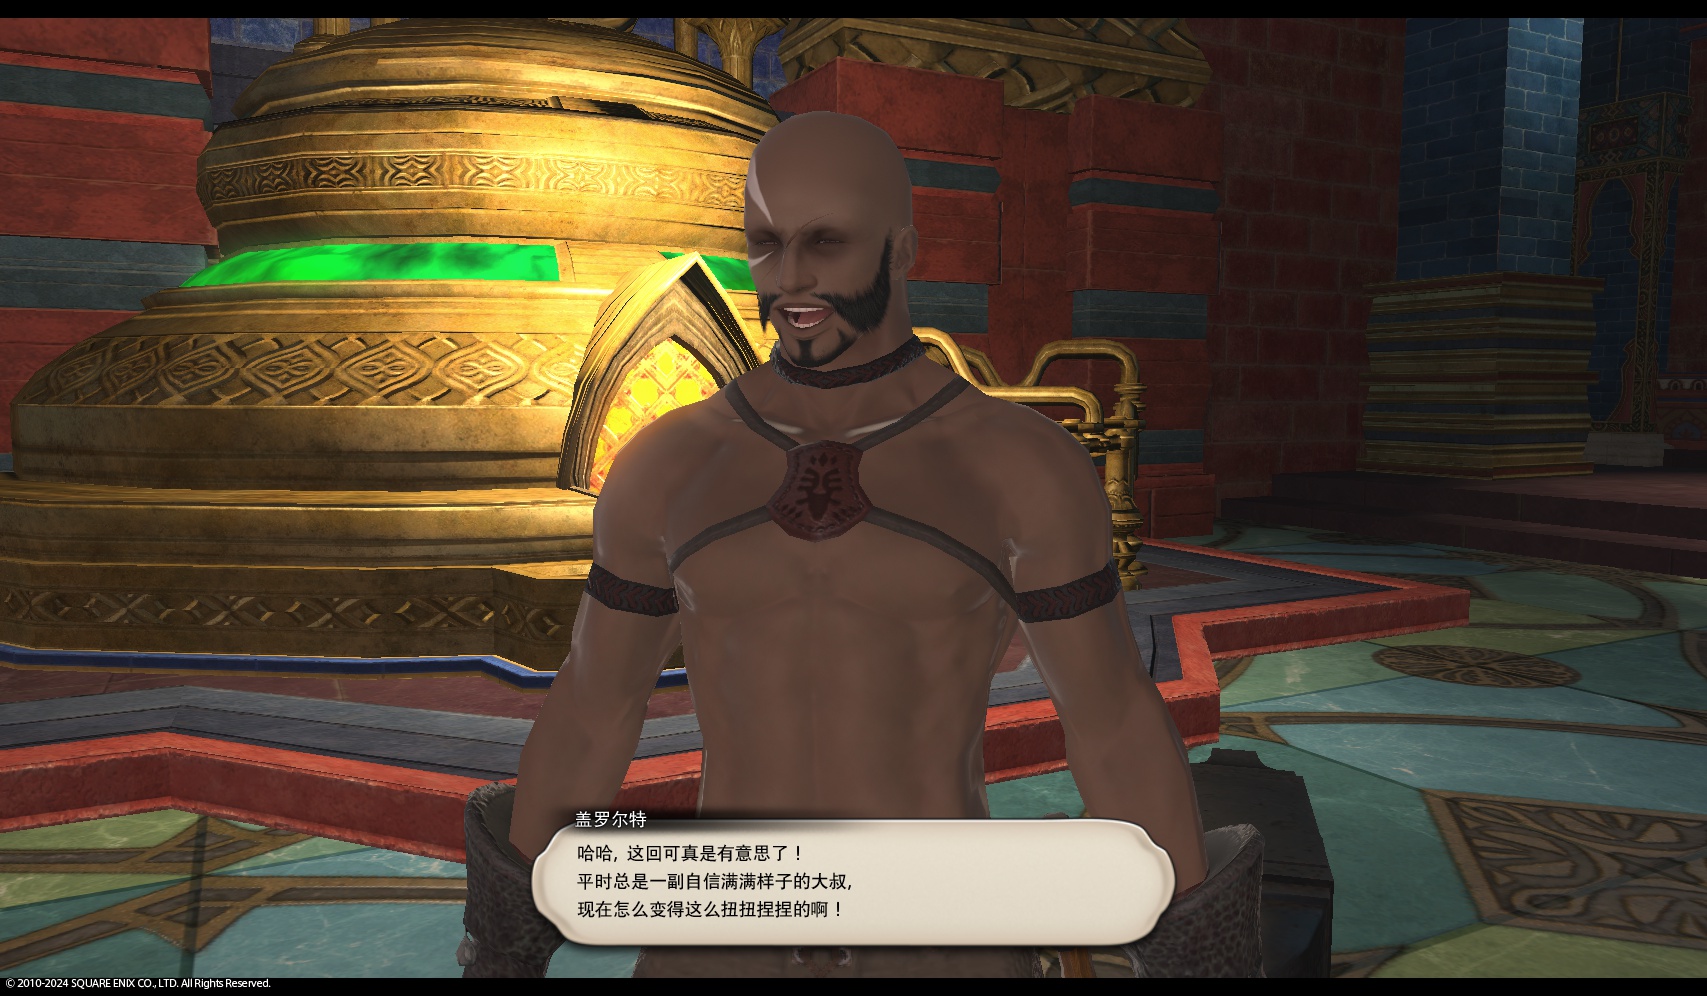 盖罗尔特
哈哈，这回可真是有意思了！
平时总是一副自信满满样子的大叔，
现在怎么变得这么扭扭捏捏的啊！
© 2010-2024 SQUARE ENIX CO., LTD. All Rights Reserved.